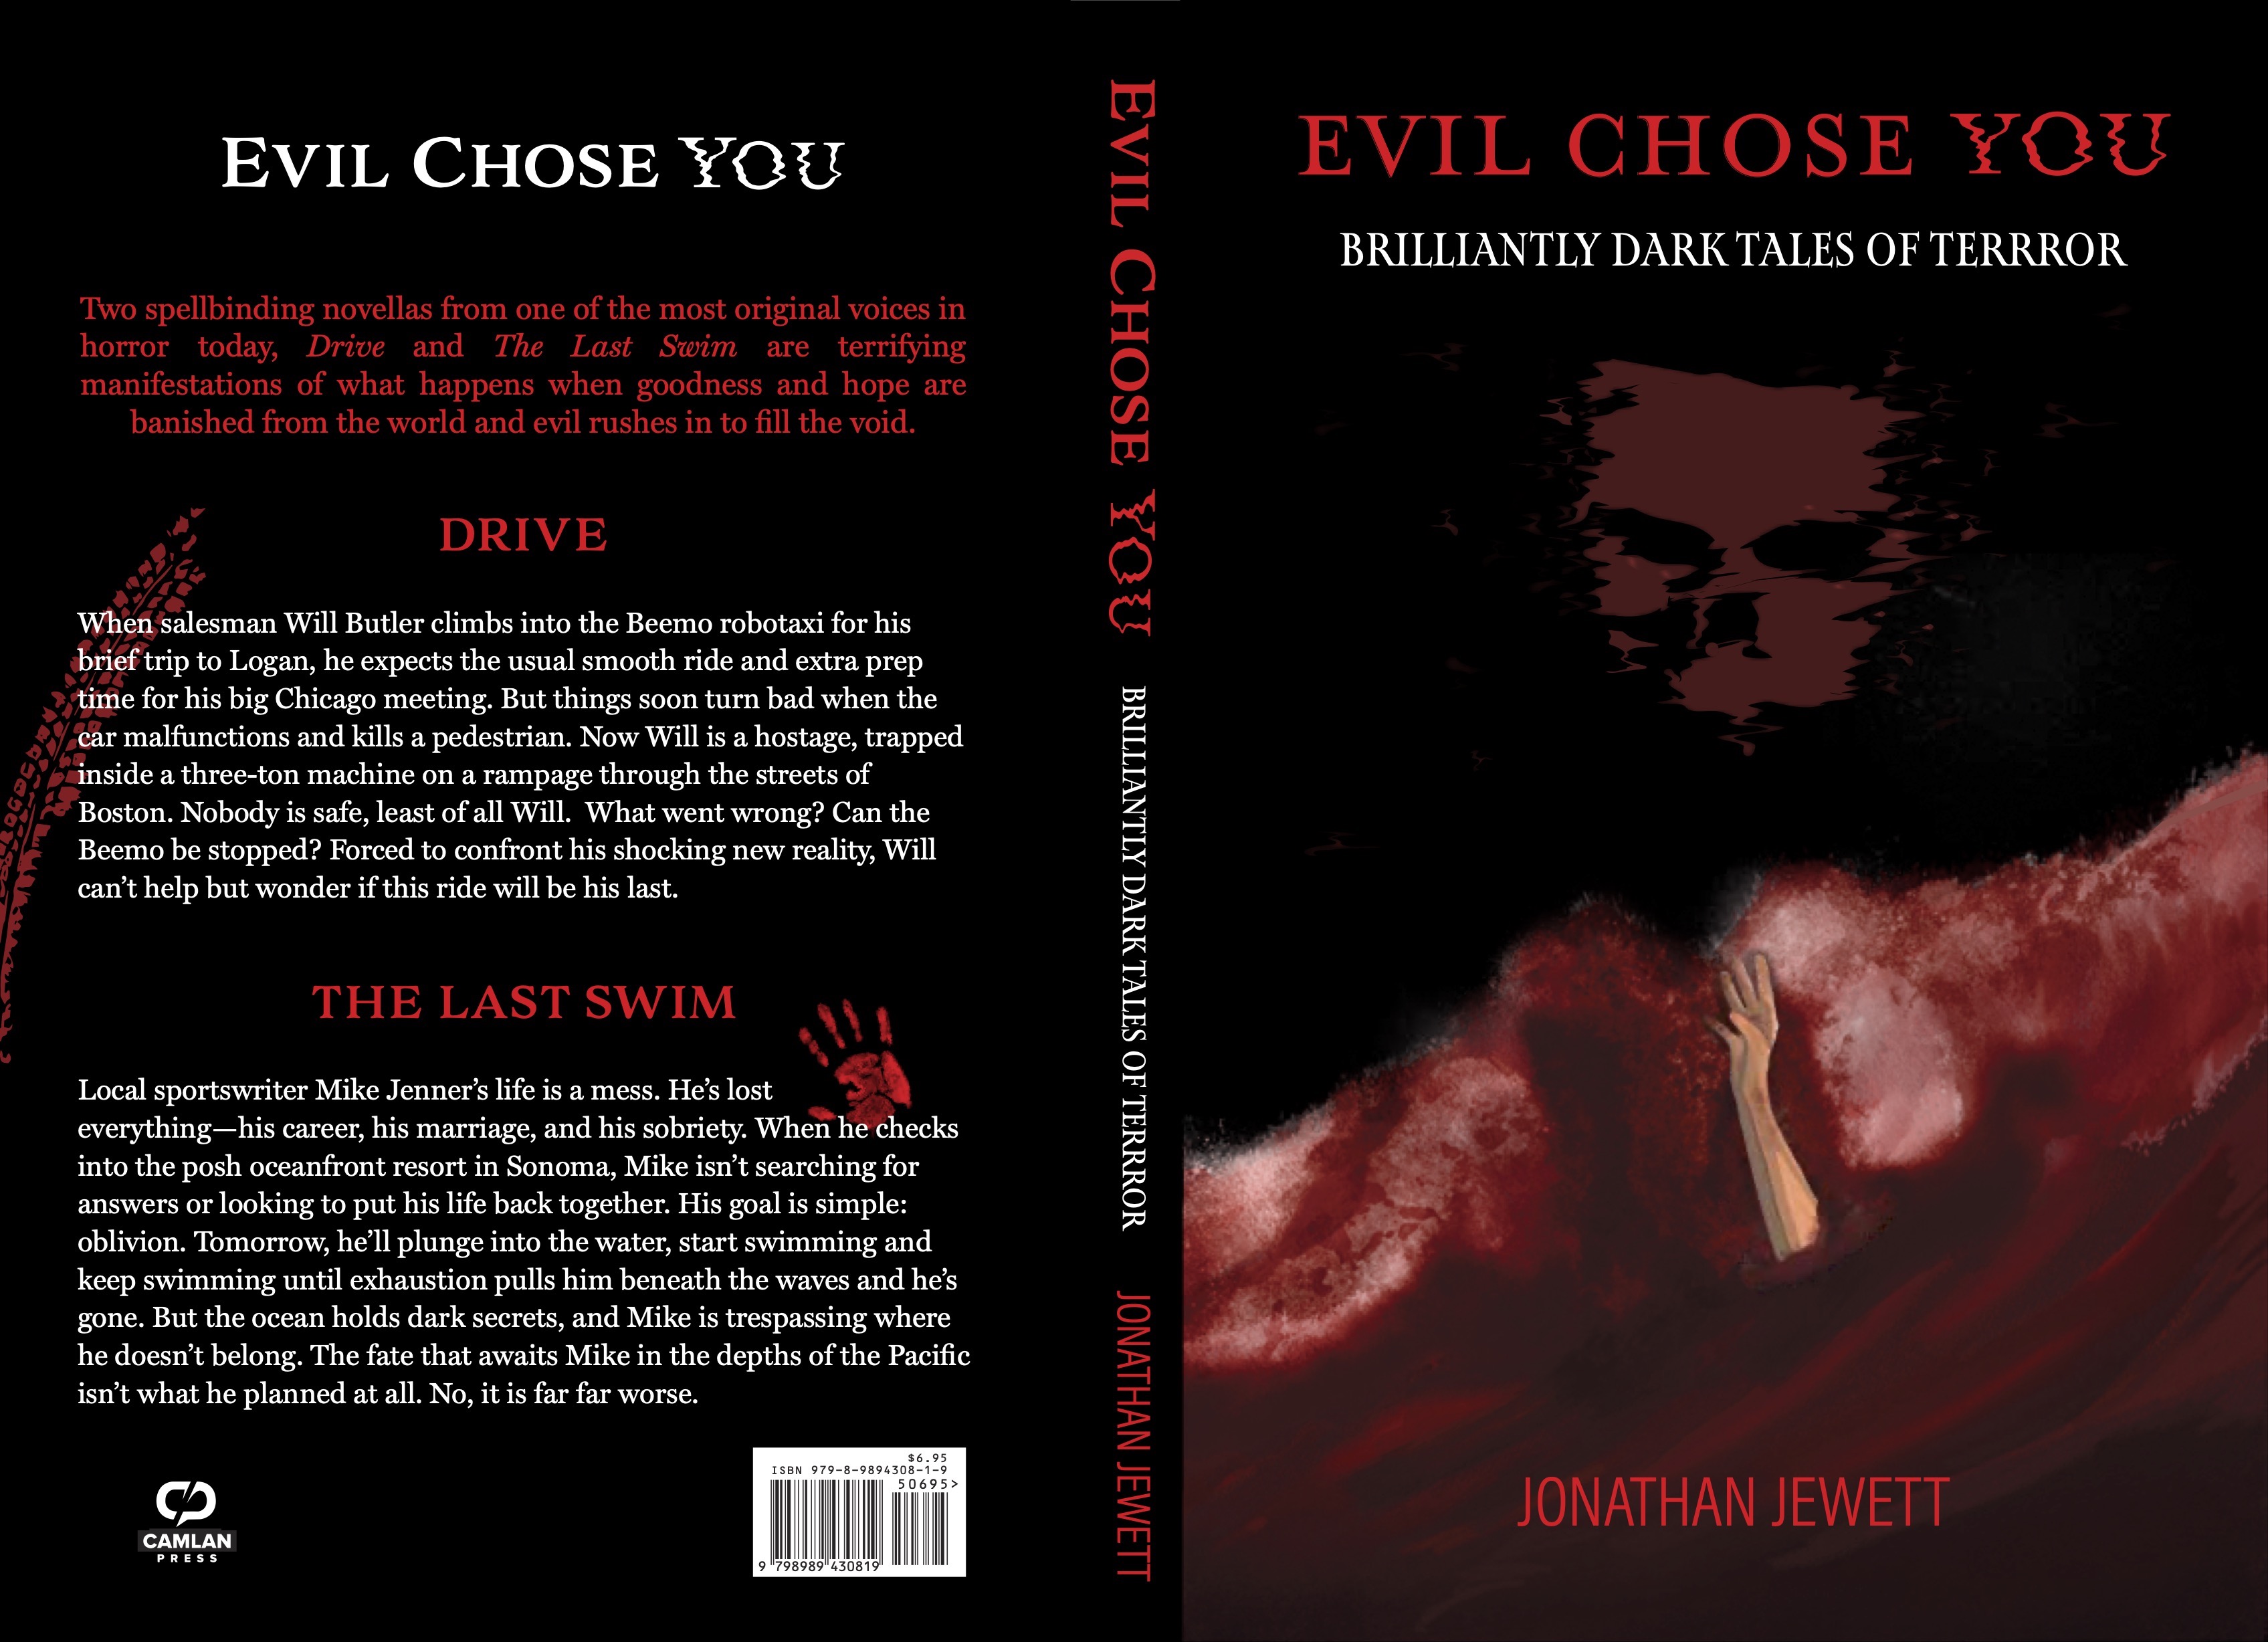 EVIL CHOSE YOU
Two spellbinding novellas from one of the most original voices in
horror today, Drive and The Last Swim are terrifying
manifestations of what happens when goodness and hope are
banished from the world and evil rushes in to fill the void.
DRIVE
When salesman Will Butler climbs into the Beemo robotaxi for his
brief trip to Logan, he expects the usual smooth ride and extra prep
time for his big Chicago meeting. But things soon turn bad when the
car malfunctions and kills a pedestrian. Now Will is a hostage, trapped
inside a three-ton machine on a rampage through the streets of
Boston. Nobody is safe, least of all Will.  What went wrong? Can the
Beemo be stopped? Forced to confront his shocking new reality, Will
can’t help but wonder if this ride will be his last.
THE LAST SWIM
Local sportswriter Mike Jenner’s life is a mess. He’s lost
everything—his career, his marriage, and his sobriety. When he checks
into the posh oceanfront resort in Sonoma, Mike isn’t searching for
answers or looking to put his life back together. His goal is simple:
oblivion. Tomorrow, he’ll plunge into the water, start swimming and
keep swimming until exhaustion pulls him beneath the waves and he’s
gone. But the ocean holds dark secrets, and Mike is trespassing where
he doesn’t belong. The fate that awaits Mike in the depths of the Pacific
isn’t what he planned at all. No, it is far far worse.
CAMLAN
PRESS
$6.95
ISBN 979-8-9894308-1-9
50695>
9 798989 430819
EVIL CHOSE YOU
BRILLIANTLY DARK TALES OF TERRROR
JONATHAN JEWETT
EVIL CHOSE YOU
BRILLIANTLY DARK TALES OF TERRROR
JONATHAN JEWETT